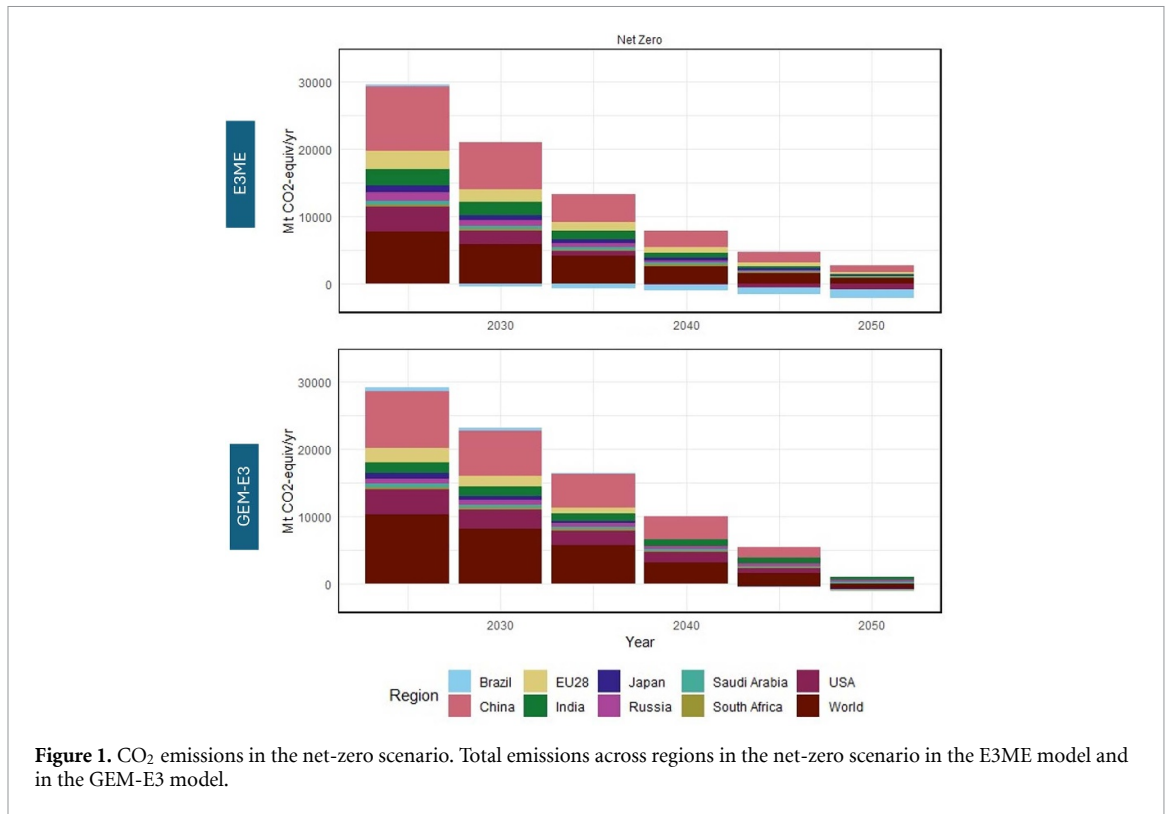 Net Zero
E3ME
Mt CO2-equiv/yr
30000
20000
10000
0
2030
2040
2050
GEM-E3
Mt CO2-equiv/yr
30000
20000
10000
0
2030
2040
2050
Year
Region
Brazil
EU28
Japan
Saudi Arabia
USA
China
India
Russia
South Africa
World
Figure 1. CO₂ emissions in the net-zero scenario. Total emissions across regions in the net-zero scenario in the E3ME model and
in the GEM-E3 model.